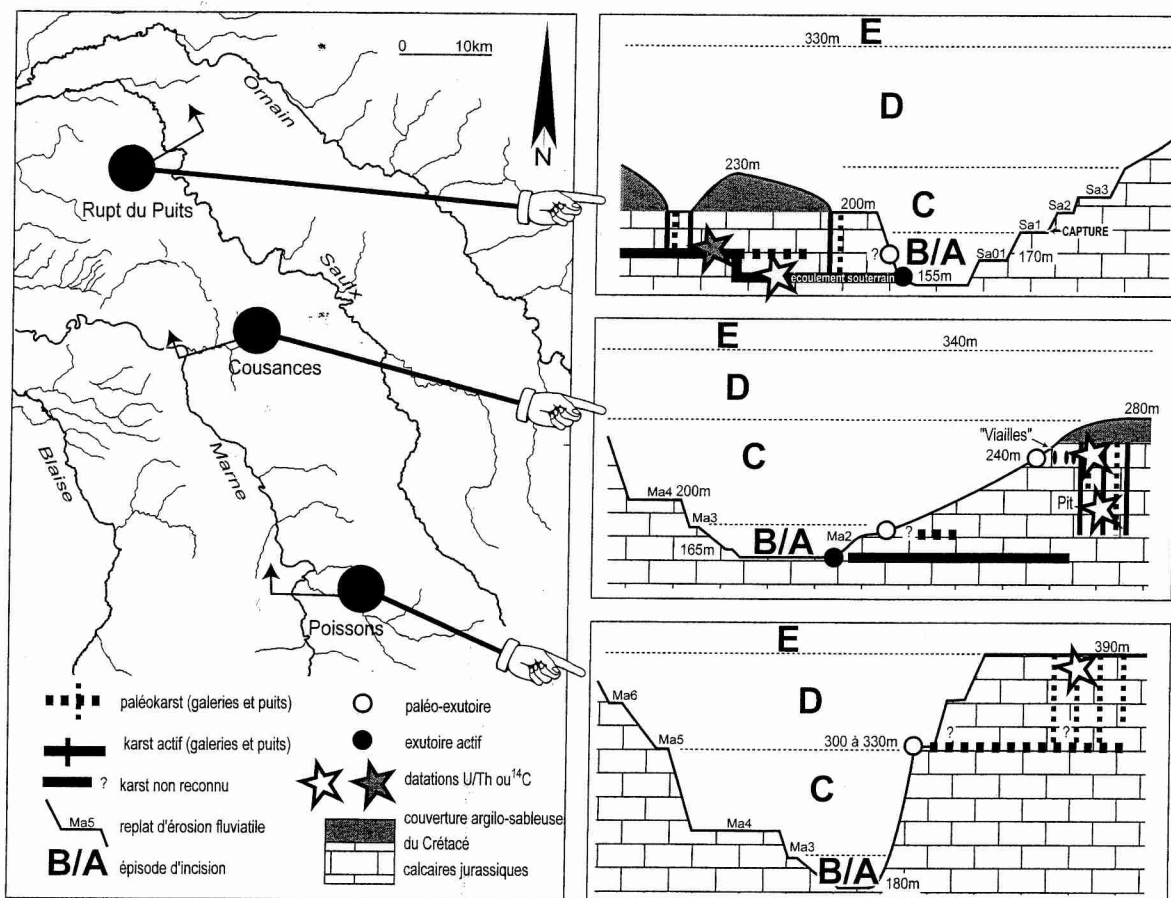 0 10km
Ornain
N
Rupt du Puits
Saulx
Cousances
Blaise
Marne
Poissons
paléokarst (galeries et puits)
karst actif (galeries et puits)
? karst non reconnu
Ma5 replat d'érosion fluviatile
B/A épisode d'incision
paléo-exutoire
exutoire actif
datations U/Th ou ¹⁴C
couverture argilo-sableuse
du Crétacé
calcaires jurassiques
E
330m
D
230m
200m
C
Sa3
Sa2
Sa1
CAPTURE
?
B/A
Sa01
170m
155m
écoulement souterrain
E
340m
D
280m
"Viailles"
240m
C
Ma4 200m
Pit
Ma3
165m
B/A
Ma2
?
E
390m
D
Ma6
Ma5
300 à 330m
?
?
C
Ma4
Ma3
B/A
180m